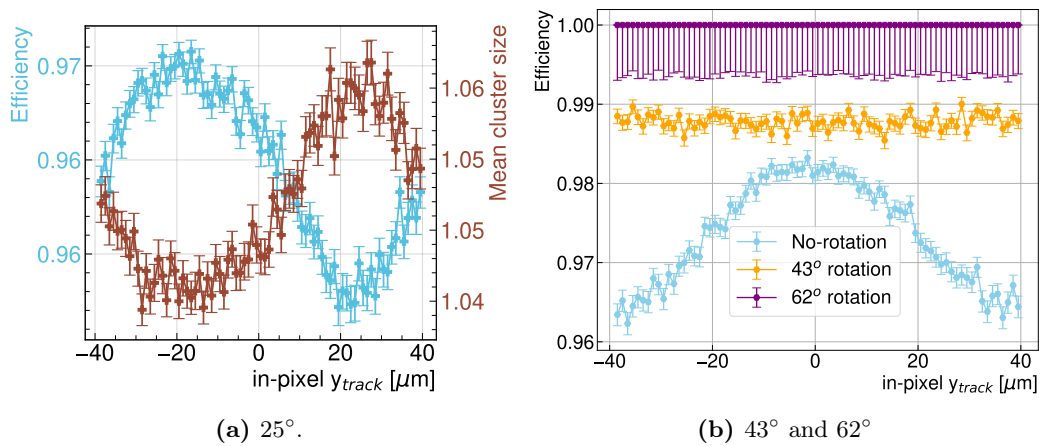 Efficiency
0.97
0.96
0.96
Mean cluster size
1.06
1.05
1.05
1.04
−40 −20 0 20 40
in-pixel y_track [μm]
(a) 25°.
Efficiency
1.00
0.99
0.98
0.97
0.96
No-rotation
43° rotation
62° rotation
−40 −20 0 20 40
in-pixel y_track [μm]
(b) 43° and 62°